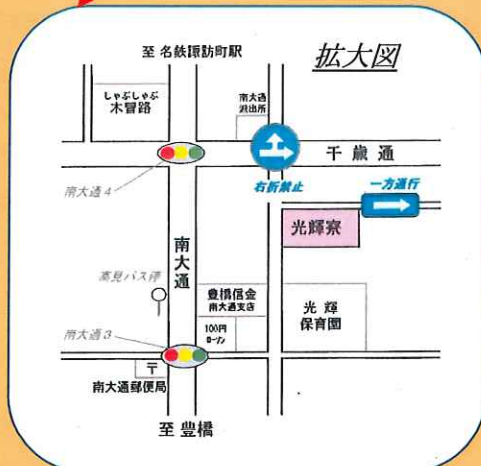 至 名鉄諏訪町駅
拡大図
しゃぶしゃぶ
木曽路
南大通
派出所
千歳通
右折禁止
一方通行
南大通4
光輝寮
南大通
高見バス停
豊橋信金
南大通支店
光輝
保育園
100円
ローソン
南大通3
〒
南大通郵便局
至 豊橋